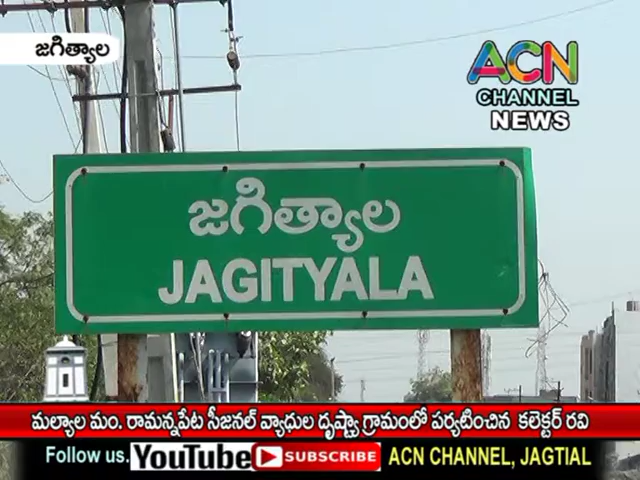 జగిత్యాల
ACN
CHANNEL
NEWS
జగిత్యాల
JAGITYALA
మల్యాల మం. రామన్నపేట సీజనల్ వ్యాధుల దృష్ట్యా గ్రామంలో పర్యటించిన కలెక్టర్ రవి
Follow us. YouTube SUBSCRIBE ACN CHANNEL, JAGTIAL